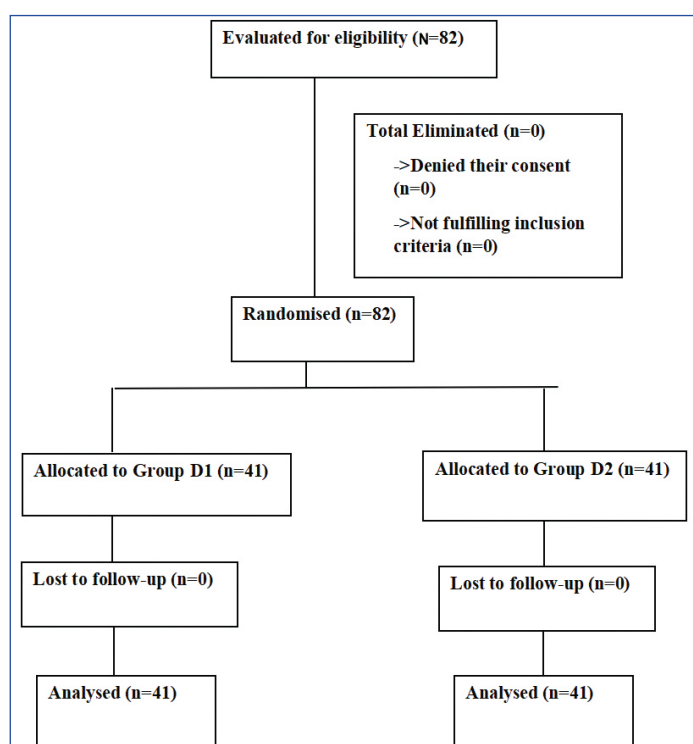 Evaluated for eligibility (N=82)
Total Eliminated (n=0)
->Denied their consent
(n=0)
->Not fulfilling inclusion
criteria (n=0)
Randomised (n=82)
Allocated to Group D1 (n=41)
Allocated to Group D2 (n=41)
Lost to follow-up (n=0)
Lost to follow-up (n=0)
Analysed (n=41)
Analysed (n=41)